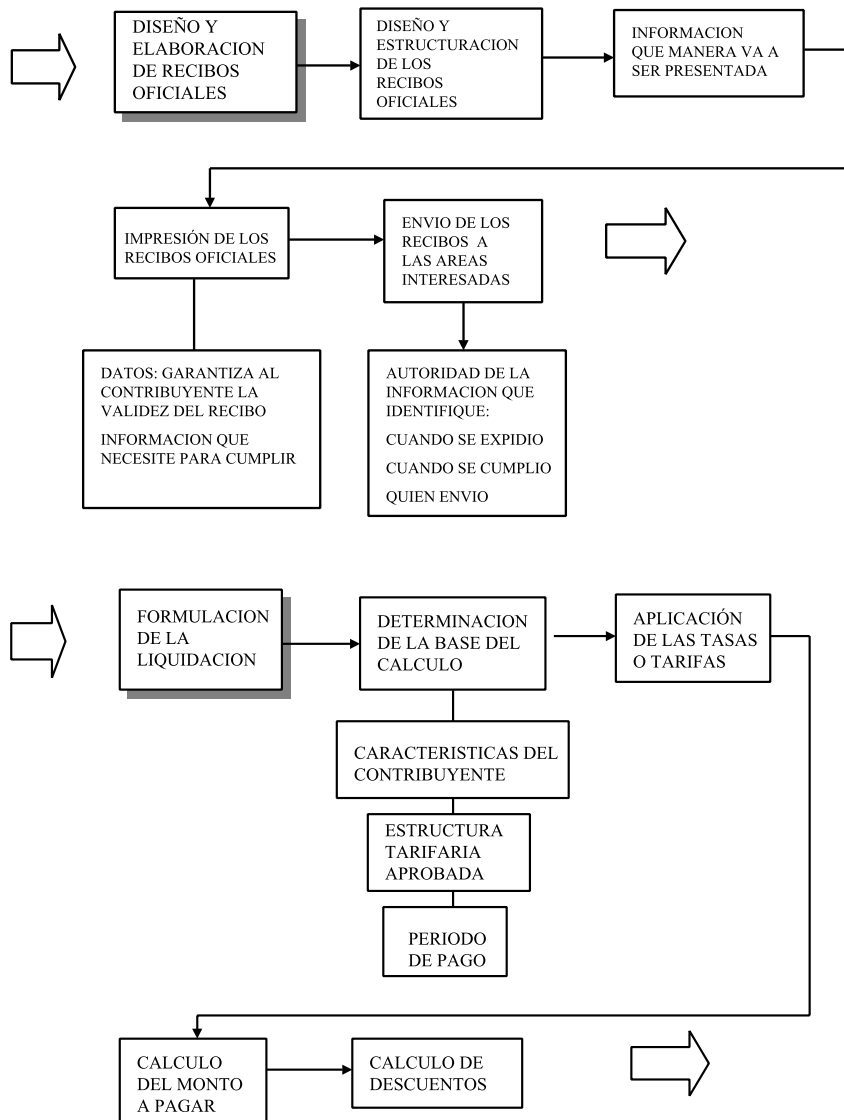 DISEÑO Y
ELABORACION
DE RECIBOS
OFICIALES
DISEÑO Y
ESTRUCTURACION
DE LOS
RECIBOS
OFICIALES
INFORMACION
QUE MANERA VA A
SER PRESENTADA
IMPRESIÓN DE LOS
RECIBOS OFICIALES
ENVIO DE LOS
RECIBOS A
LAS AREAS
INTERESADAS
DATOS: GARANTIZA AL
CONTRIBUYENTE LA
VALIDEZ DEL RECIBO
INFORMACION QUE
NECESITE PARA CUMPLIR
AUTORIDAD DE LA
INFORMACION QUE
IDENTIFIQUE:
CUANDO SE EXPIDIO
CUANDO SE CUMPLIO
QUIEN ENVIO
FORMULACION
DE LA
LIQUIDACION
DETERMINACION
DE LA BASE DEL
CALCULO
APLICACIÓN
DE LAS TASAS
O TARIFAS
CARACTERISTICAS DEL
CONTRIBUYENTE
ESTRUCTURA
TARIFARIA
APROBADA
PERIODO
DE PAGO
CALCULO
DEL MONTO
A PAGAR
CALCULO DE
DESCUENTOS